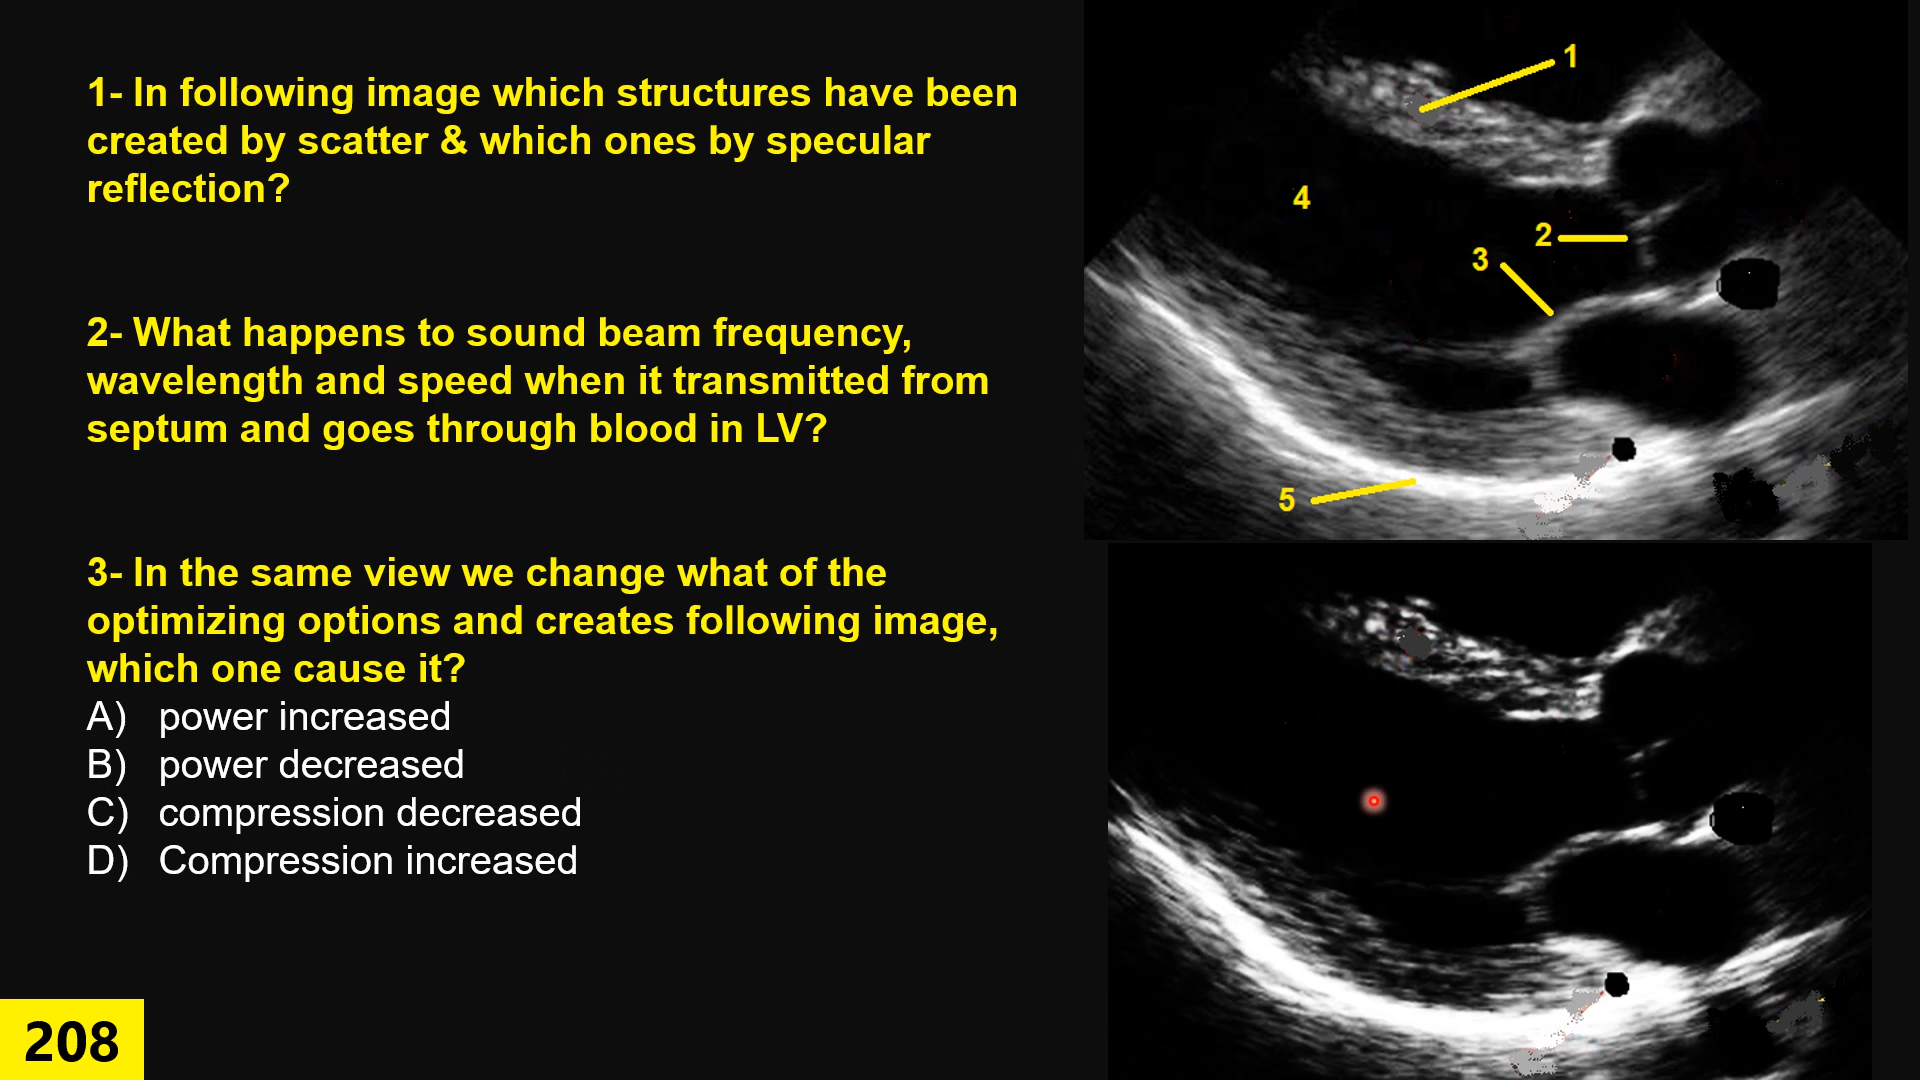 1- In following image which structures have been
created by scatter & which ones by specular
reflection?
2- What happens to sound beam frequency,
wavelength and speed when it transmitted from
septum and goes through blood in LV?
3- In the same view we change what of the
optimizing options and creates following image,
which one cause it?
A) power increased
B) power decreased
C) compression decreased
D) Compression increased
208
1
4
2
3
5